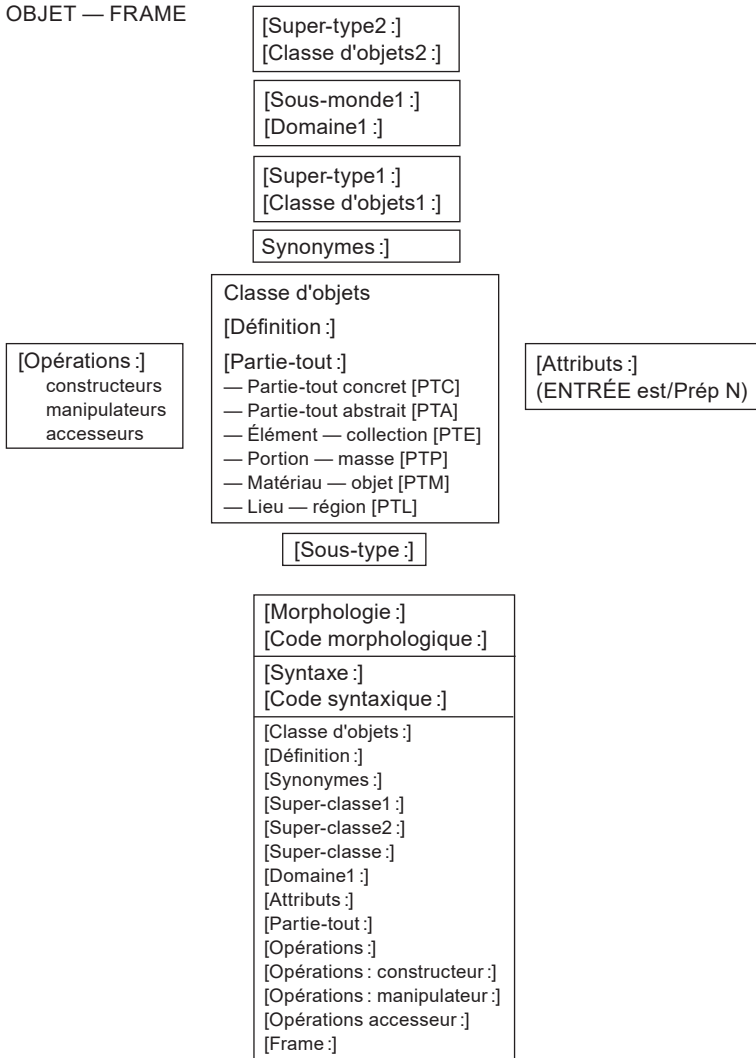 OBJET — FRAME
[Super-type2 :]
[Classe d'objets2 :]
[Sous-monde1 :]
[Domaine1 :]
[Super-type1 :]
[Classe d'objets1 :]
Synonymes :]
[Opérations :]
constructeurs
manipulateurs
accesseurs
Classe d'objets
[Définition :]
[Partie-tout :]
— Partie-tout concret [PTC]
— Partie-tout abstrait [PTA]
— Élément — collection [PTE]
— Portion — masse [PTP]
— Matériau — objet [PTM]
— Lieu — région [PTL]
[Attributs :]
(ENTRÉE est/Prép N)
[Sous-type :]
[Morphologie :]
[Code morphologique :]
[Syntaxe :]
[Code syntaxique :]
[Classe d'objets :]
[Définition :]
[Synonymes :]
[Super-classe1 :]
[Super-classe2 :]
[Super-classe :]
[Domaine1 :]
[Attributs :]
[Partie-tout :]
[Opérations :]
[Opérations : constructeur :]
[Opérations : manipulateur :]
[Opérations accesseur :]
[Frame :]